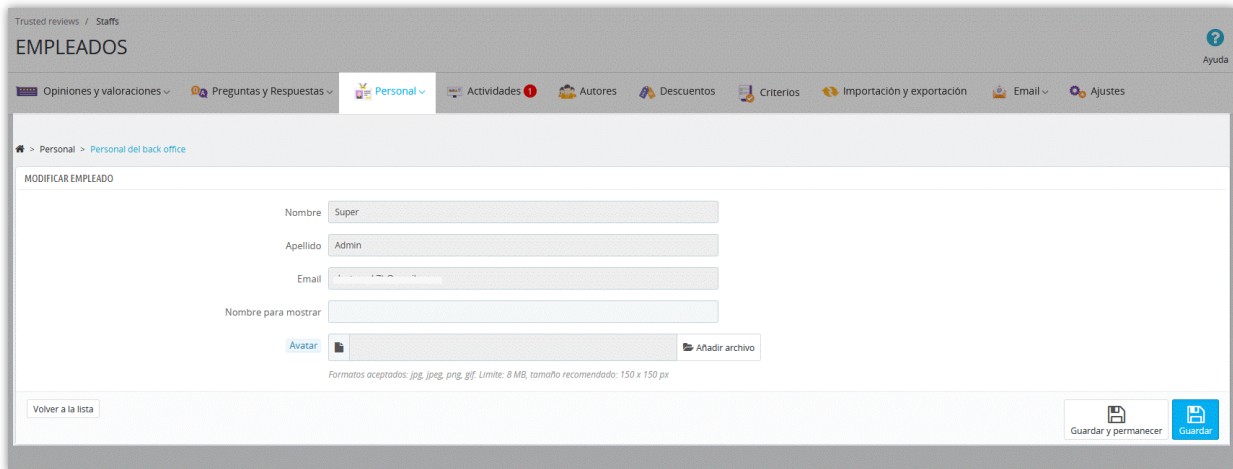 Trusted reviews / Staffs
EMPLEADOS
Ayuda
Opiniones y valoraciones Preguntas y Respuestas Personal Actividades 1 Autores Descuentos Criterios Importación y exportación Email Ajustes
> Personal > Personal del back office
MODIFICAR EMPLEADO
Nombre Super
Apellido Admin
Email
Nombre para mostrar
Avatar Añadir archivo
Formatos aceptados: jpg, jpeg, png, gif. Limite: 8 MB, tamaño recomendado: 150 x 150 px
Volver a la lista
Guardar y permanecer Guardar